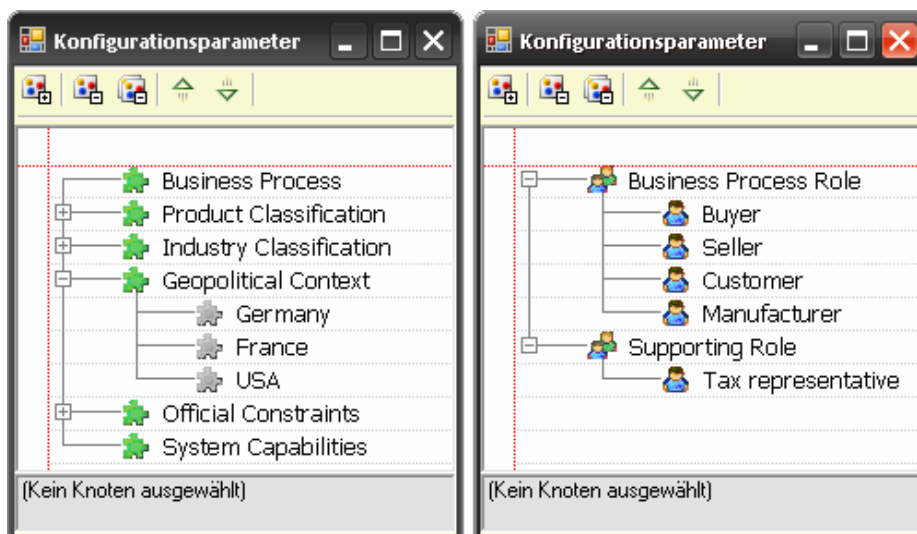 Konfigurationsparameter
Business Process
Product Classification
Industry Classification
Geopolitical Context
Germany
France
USA
Official Constraints
System Capabilities
(Kein Knoten ausgewählt)
Konfigurationsparameter
Business Process Role
Buyer
Seller
Customer
Manufacturer
Supporting Role
Tax representative
(Kein Knoten ausgewählt)